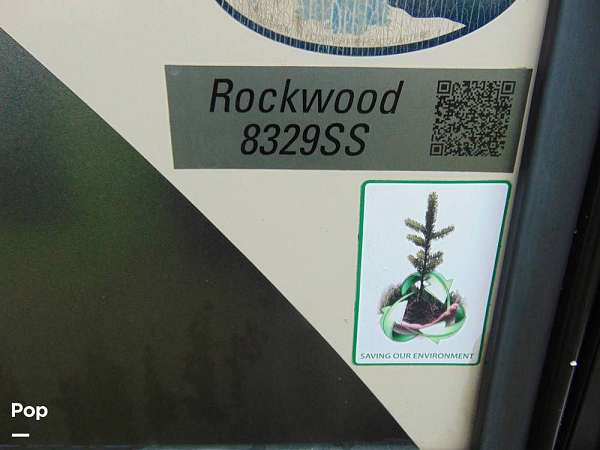 Rockwood
8329SS
SAVING OUR ENVIRONMENT
Pop